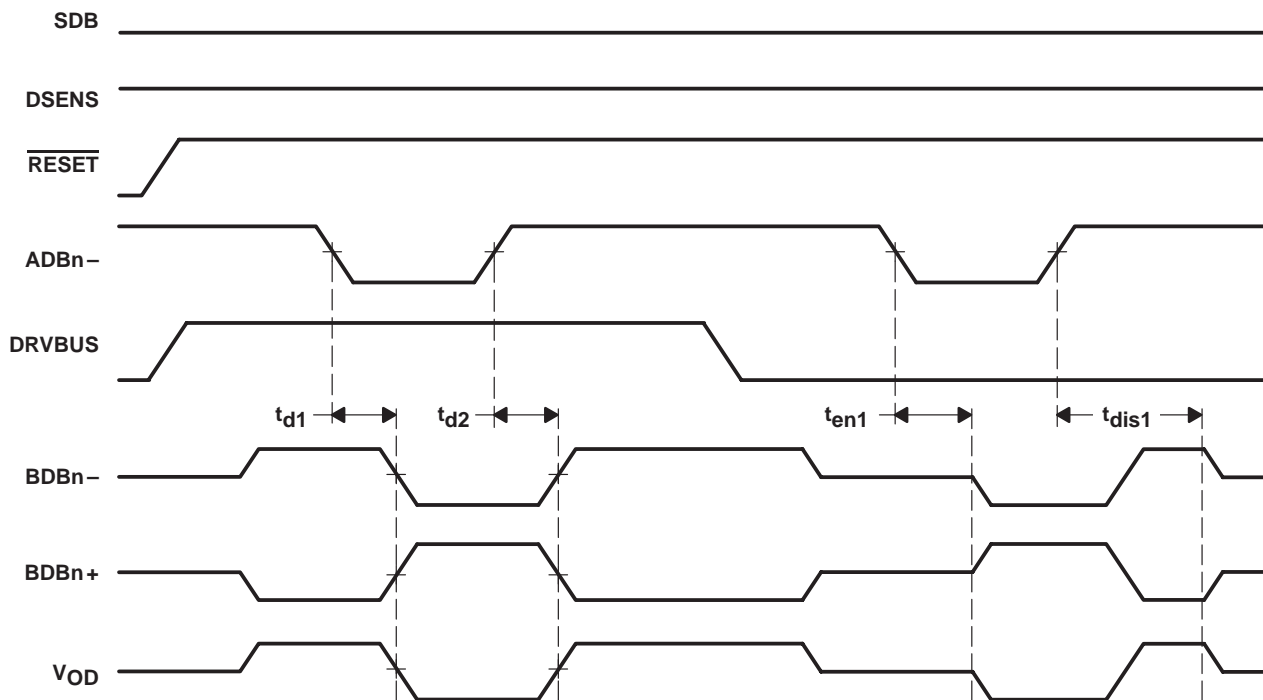 SDB
DSENS
RESET
ADBn−
DRVBUS
td1 td2 ten1 tdis1
BDBn−
BDBn+
VOD